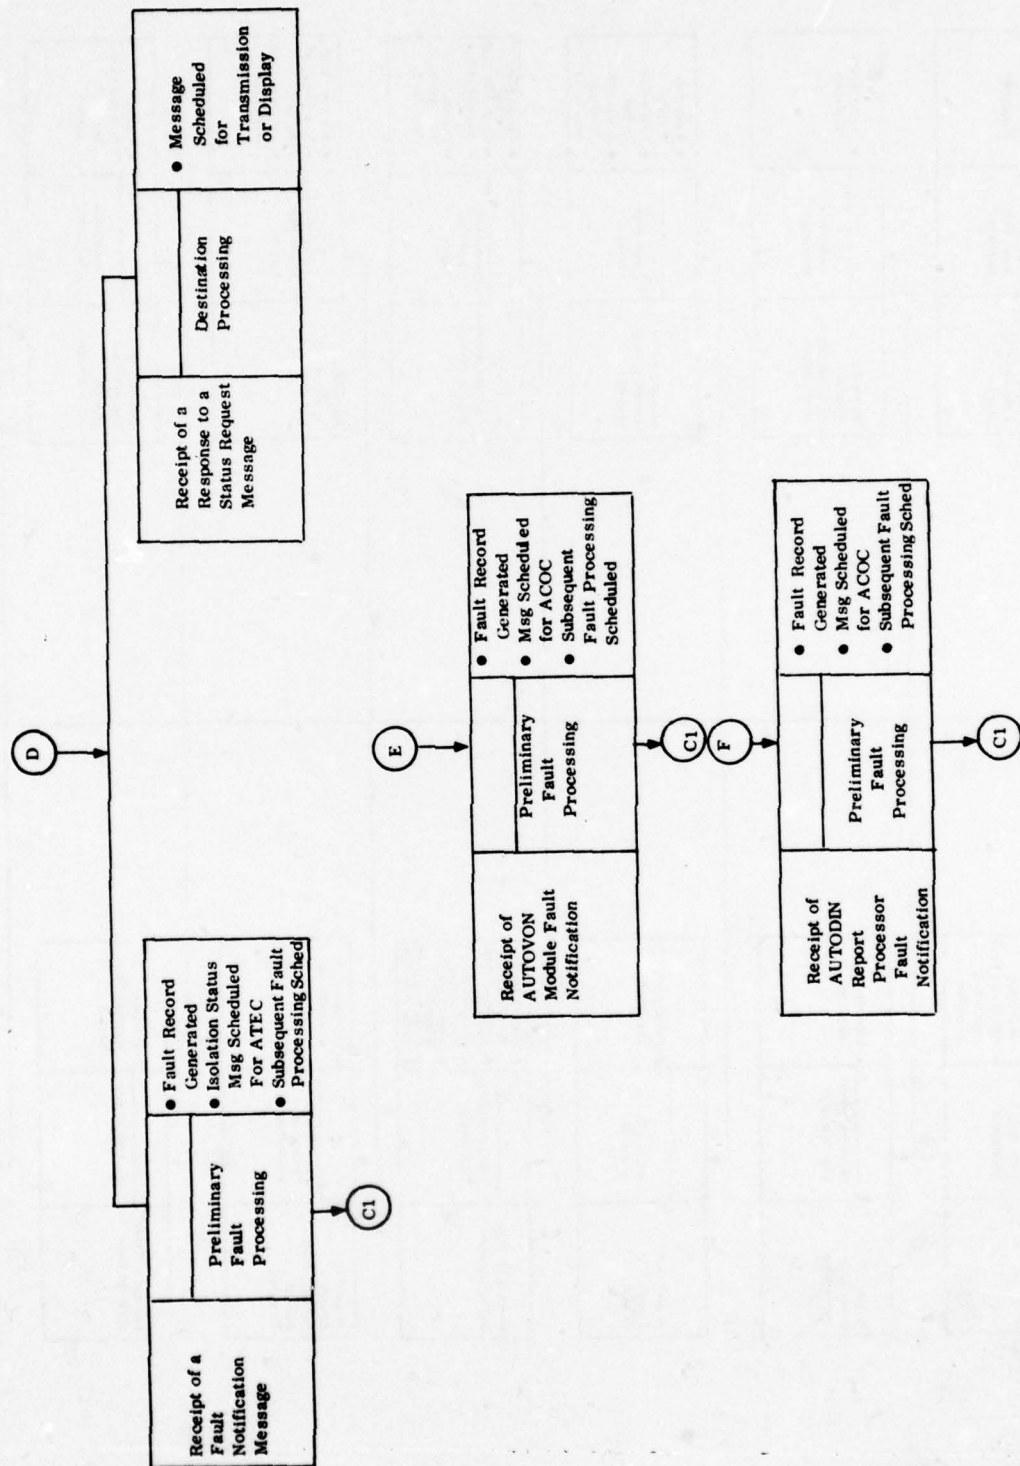 D
Receipt of a
Fault
Notification
Message
Preliminary
Fault
Processing
● Fault Record
Generated
● Isolation Status
Msg Scheduled
For ATEC
● Subsequent Fault
Processing Sched
C1
Receipt of a
Response to a
Status Request
Message
Destination
Processing
● Message
Scheduled
for
Transmission
or Display
E
Receipt of
AUTOVON
Module Fault
Notification
Preliminary
Fault
Processing
● Fault Record
Generated
● Msg Scheduled
for ACOC
● Subsequent
Fault Processing
Scheduled
C1
F
Receipt of
AUTODIN
Report
Processor
Fault
Notification
Preliminary
Fault
Processing
● Fault Record
Generated
● Msg Scheduled
for ACOC
● Subsequent Fault
Processing Sched
C1